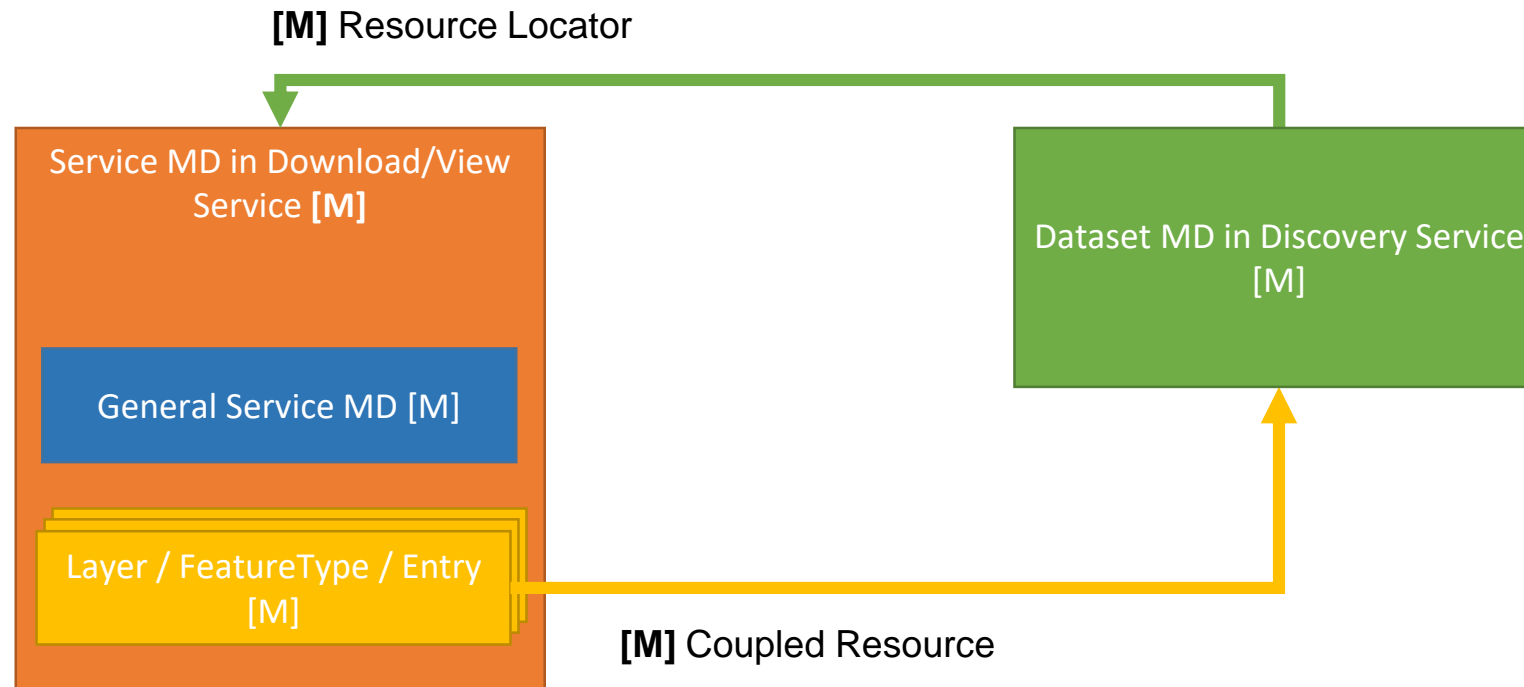 [M] Resource Locator
Service MD in Download/View
Service [M]
Dataset MD in Discovery Service
[M]
General Service MD [M]
Layer / FeatureType / Entry
[M]
[M] Coupled Resource